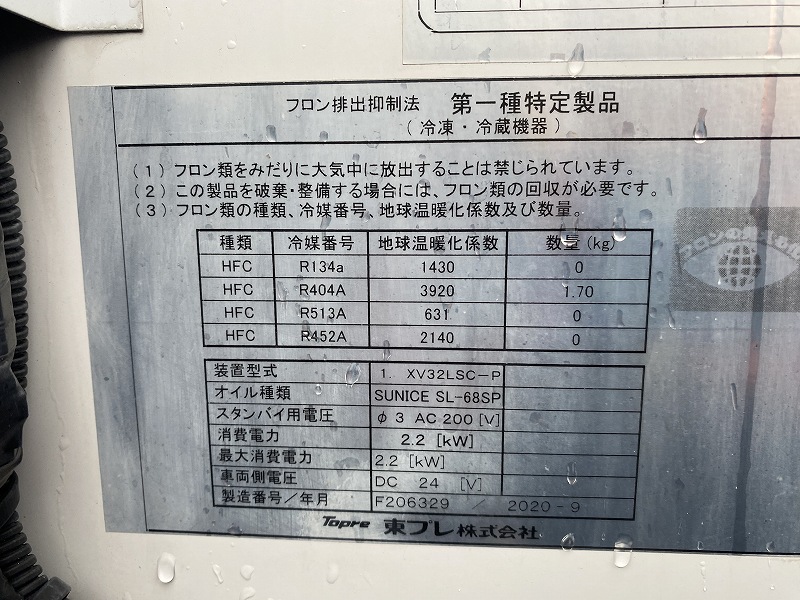 フロン排出抑制法 第一種特定製品
(冷凍・冷蔵機器)
(1)フロン類をみだりに大気中に放出することは禁じられています。
(2)この製品を破棄・整備する場合には、フロン類の回収が必要です。
(3)フロン類の種類、冷媒番号、地球温暖化係数及び数量。
種類 冷媒番号 地球温暖化係数 数量(kg)
HFC R134a 1430 0
HFC R404A 3920 1.70
HFC R513A 631 0
HFC R452A 2140 0
装置型式 1. XV32LSC-P
オイル種類 SUNICE SL-68SP
スタンバイ用電圧 φ3 AC200[V]
消費電力 2.2[kW]
最大消費電力 2.2[kW]
車両側電圧 DC 24 [V]
製造番号/年月 F206329 / 2020-9
Topre 東プレ株式会社